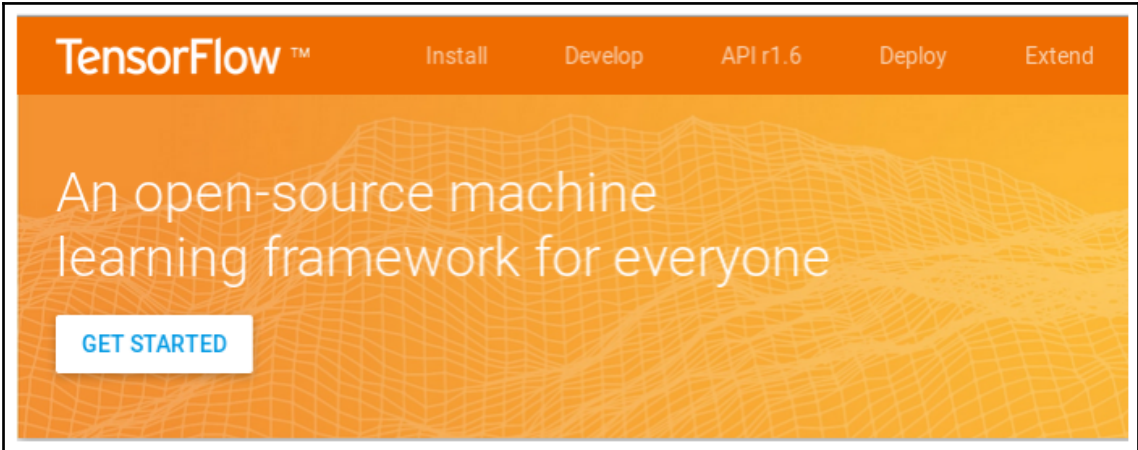 TensorFlow ™ Install Develop API r1.6 Deploy Extend
An open-source machine
learning framework for everyone
GET STARTED